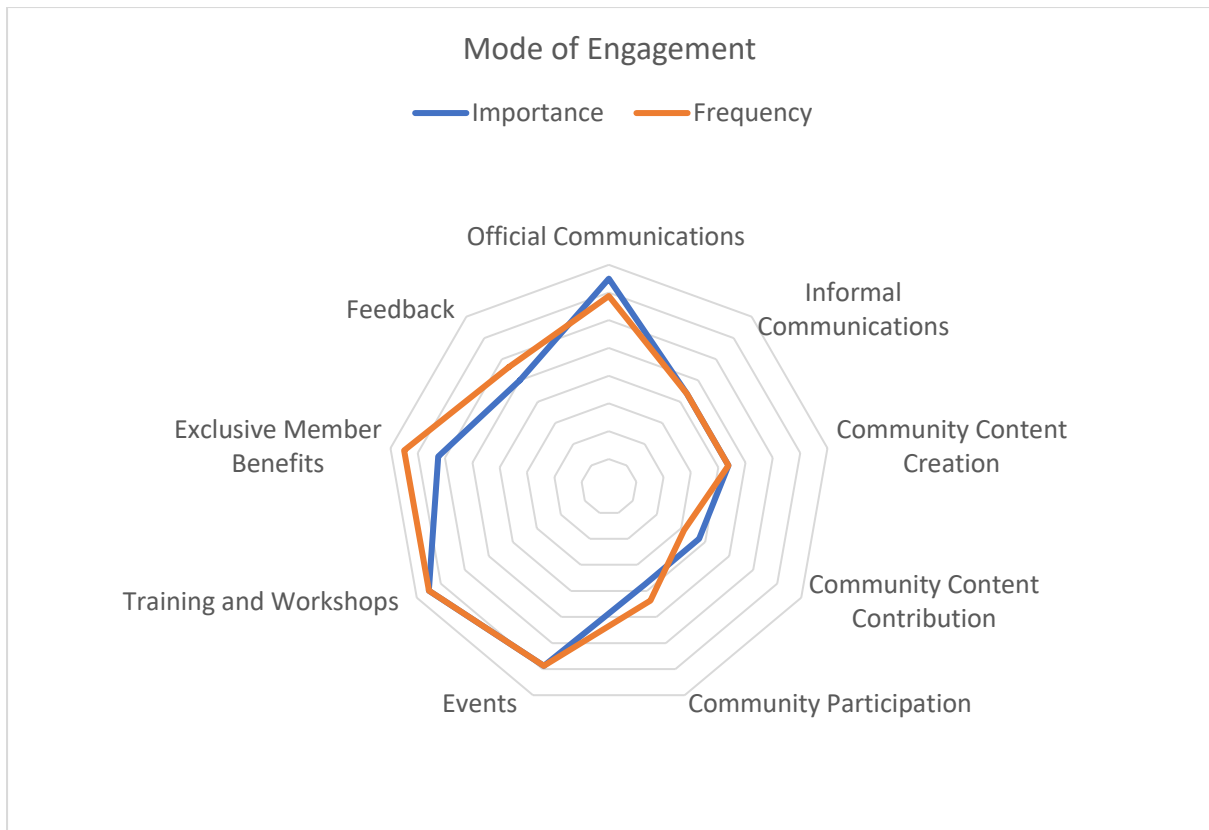 Mode of Engagement
Importance
Frequency
Official Communications
Informal
Communications
Community Content
Creation
Community Content
Contribution
Community Participation
Events
Training and Workshops
Exclusive Member
Benefits
Feedback